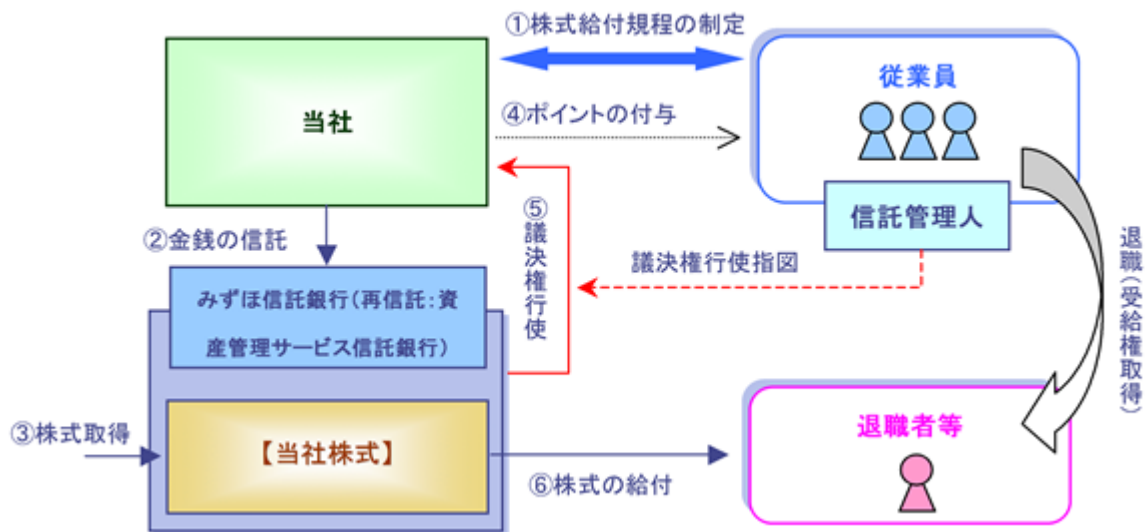 ①株式給付規程の制定
従業員
当社
④ポイントの付与
信託管理人
②金銭の信託
⑤議決権行使
議決権行使指図
退職(受給権取得)
みずほ信託銀行(再信託:資
産管理サービス信託銀行)
③株式取得
【当社株式】
退職者等
⑥株式の給付